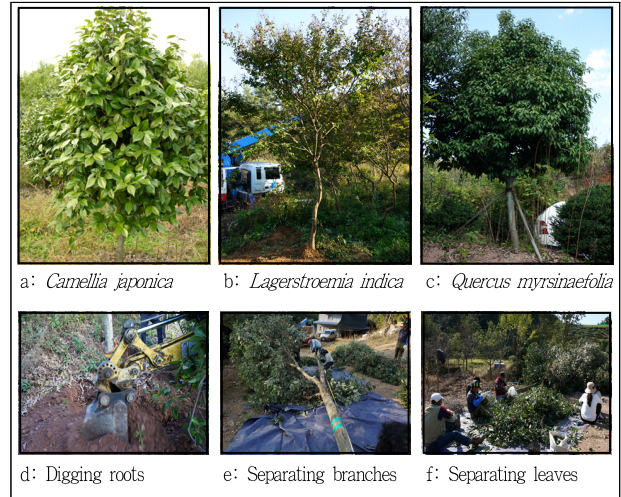 a: Camellia japonica
b: Lagerstroemia indica
c: Quercus myrsinaefolia
d: Digging roots
e: Separating branches
f: Separating leaves